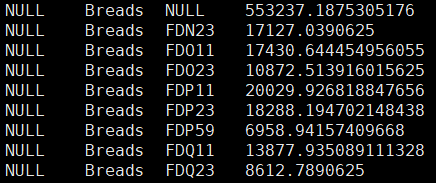 NULL Breads NULL 553237.1875305176
NULL Breads FDN23 17127.0390625
NULL Breads FDO11 17430.644454956055
NULL Breads FDO23 10872.513916015625
NULL Breads FDP11 20029.926818847656
NULL Breads FDP23 18288.194702148438
NULL Breads FDP59 6958.94157409668
NULL Breads FDQ11 13877.935089111328
NULL Breads FDQ23 8612.7890625